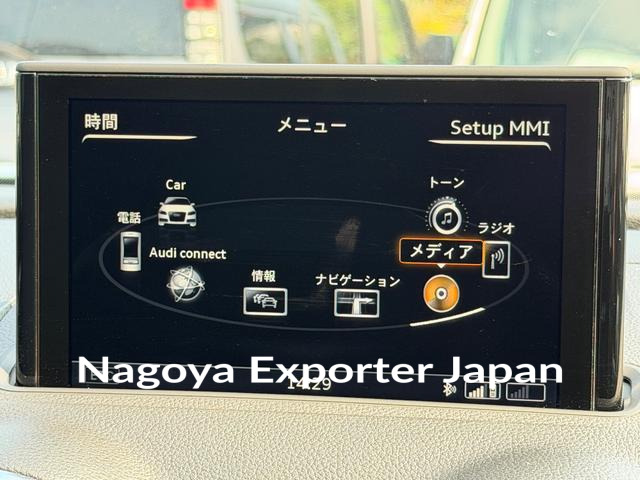 時間
メニュー
Setup MMI
Car
トーン
電話
ラジオ
Audi connect
メディア
情報
ナビゲーション
Nagoya Exporter Japan
14:29